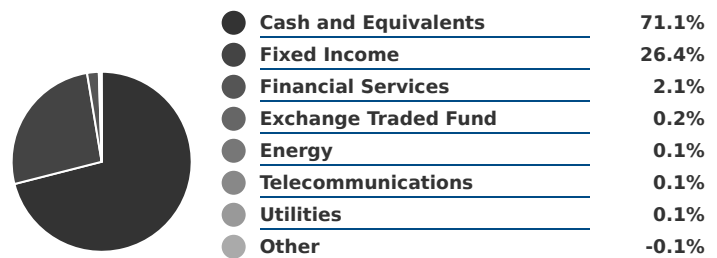 Cash and Equivalents 71.1%
Fixed Income 26.4%
Financial Services 2.1%
Exchange Traded Fund 0.2%
Energy 0.1%
Telecommunications 0.1%
Utilities 0.1%
Other -0.1%